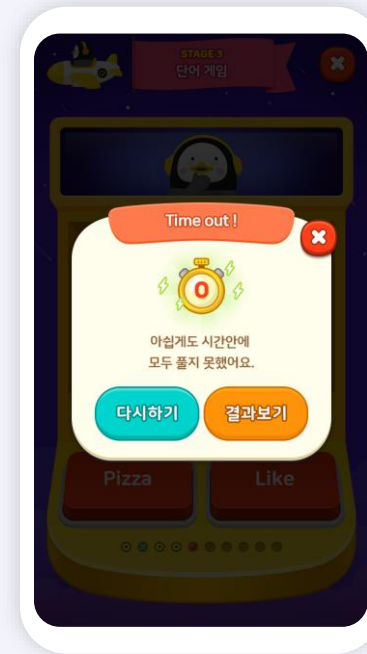 STAGE 3
단어 게임
Time out !
0
아쉽게도 시간안에
모두 풀지 못했어요.
다시하기
결과보기
Pizza
Like